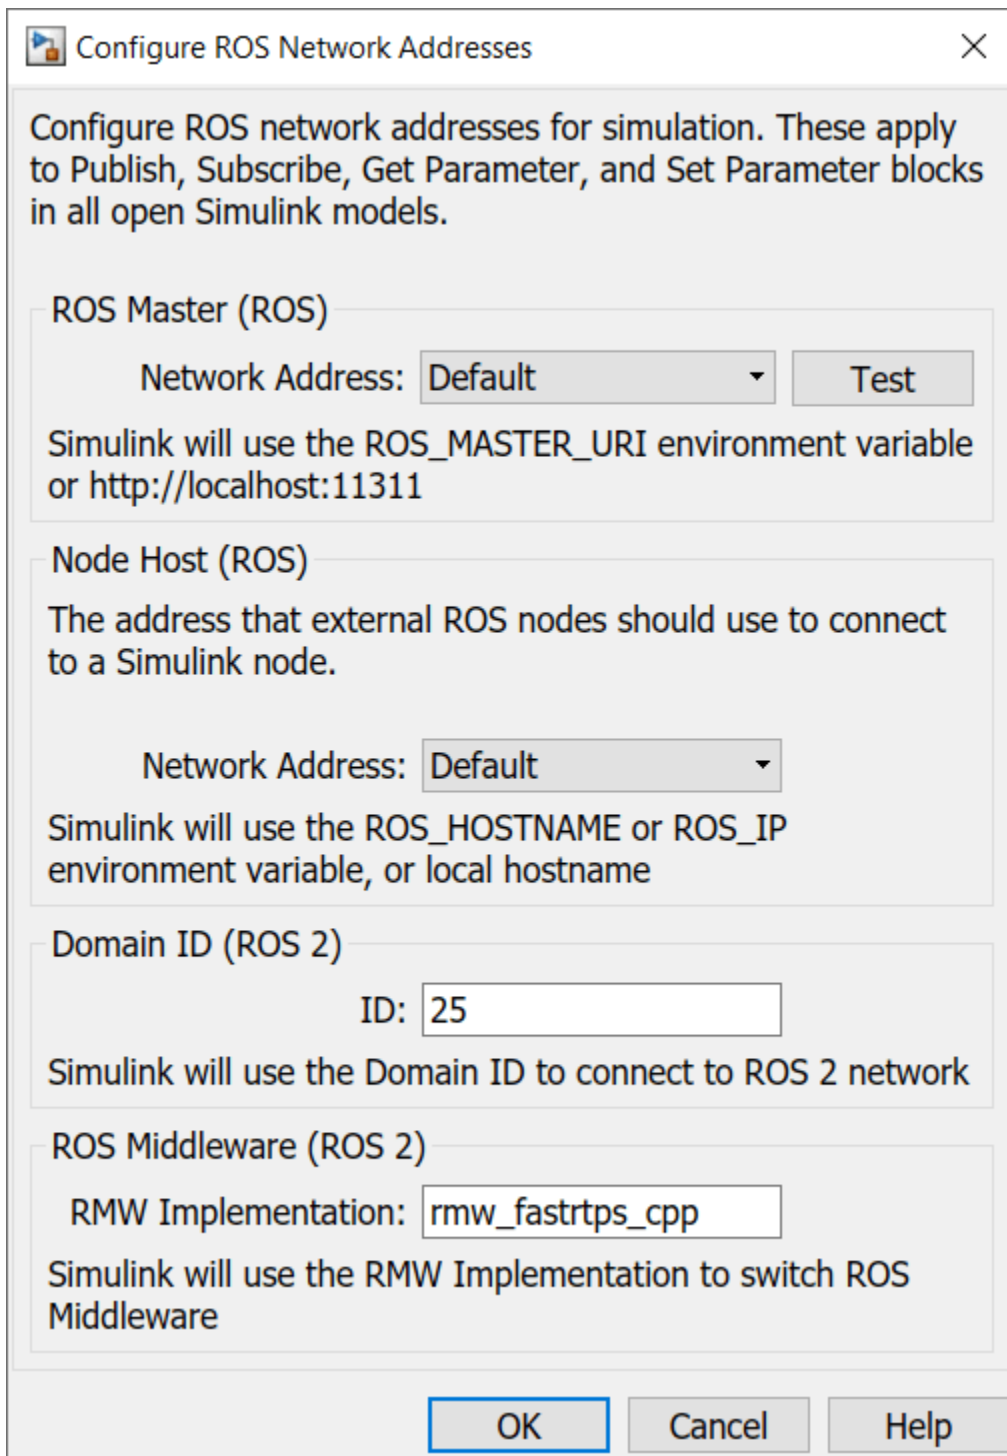 Configure ROS Network Addresses
Configure ROS network addresses for simulation. These apply
to Publish, Subscribe, Get Parameter, and Set Parameter blocks
in all open Simulink models.
ROS Master (ROS)
Network Address: Default Test
Simulink will use the ROS_MASTER_URI environment variable
or http://localhost:11311
Node Host (ROS)
The address that external ROS nodes should use to connect
to a Simulink node.
Network Address: Default
Simulink will use the ROS_HOSTNAME or ROS_IP
environment variable, or local hostname
Domain ID (ROS 2)
ID: 25
Simulink will use the Domain ID to connect to ROS 2 network
ROS Middleware (ROS 2)
RMW Implementation: rmw_fastrtps_cpp
Simulink will use the RMW Implementation to switch ROS
Middleware
OK Cancel Help